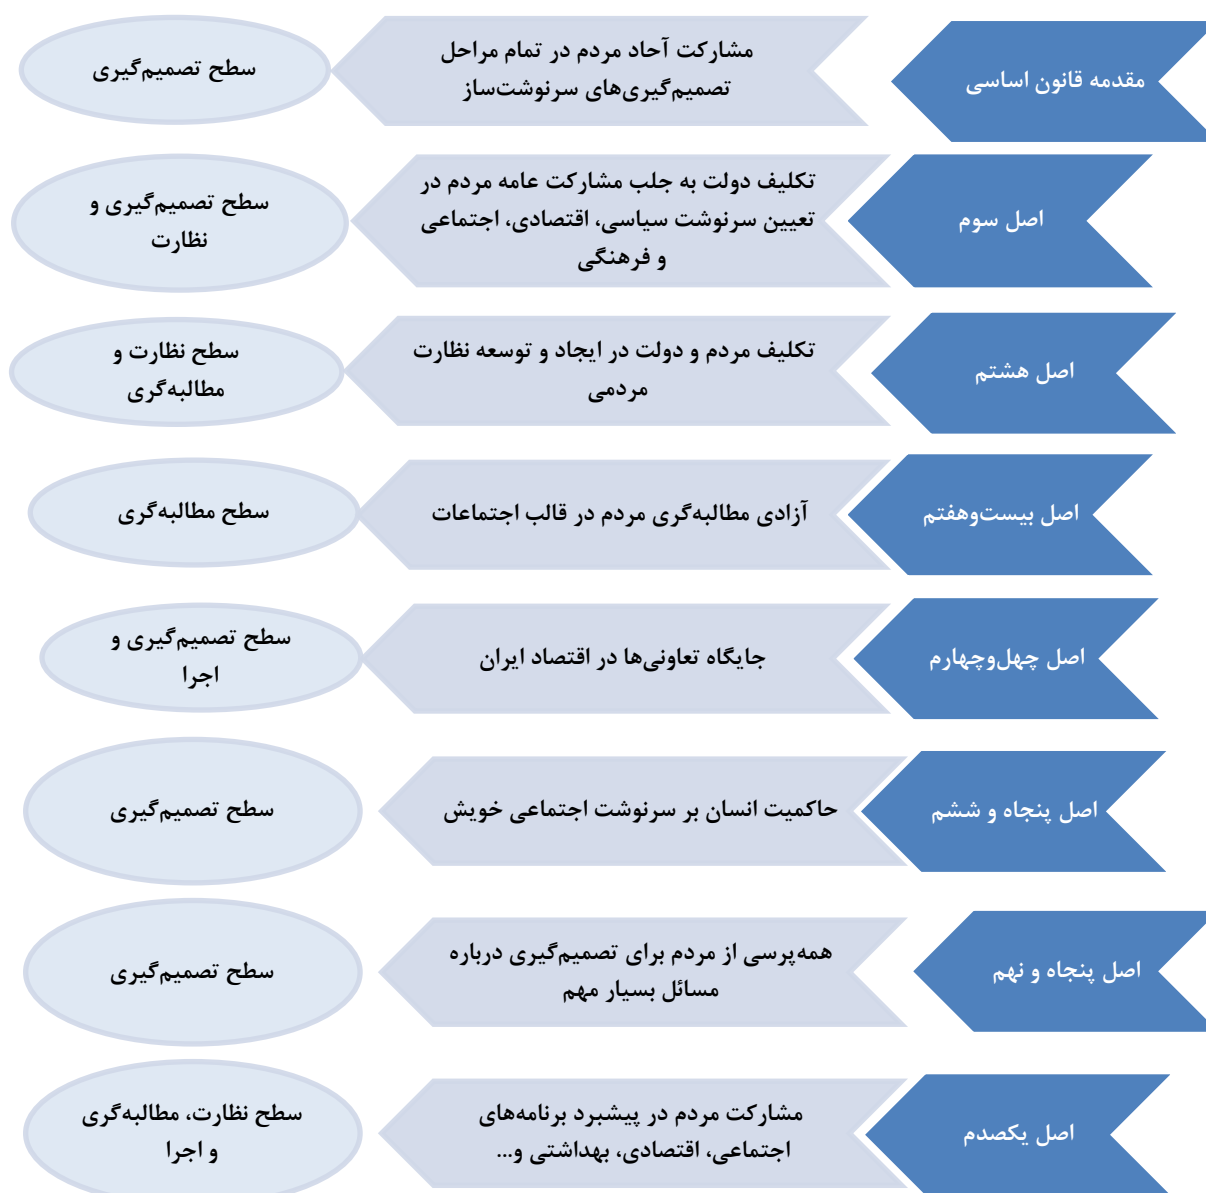 مقدمه قانون اساسی
مشارکت آحاد مردم در تمام مراحل
تصمیم‌گیری‌های سرنوشت‌ساز
سطح تصمیم‌گیری
اصل سوم
تکلیف دولت به جلب مشارکت عامه مردم در
تعیین سرنوشت سیاسی، اقتصادی، اجتماعی
و فرهنگی
سطح تصمیم‌گیری و
نظارت
اصل هشتم
تکلیف مردم و دولت در ایجاد و توسعه نظارت
مردمی
سطح نظارت و
مطالبه‌گری
اصل بیست‌وهفتم
آزادی مطالبه‌گری مردم در قالب اجتماعات
سطح مطالبه‌گری
اصل چهل‌وچهارم
جایگاه تعاونی‌ها در اقتصاد ایران
سطح تصمیم‌گیری و
اجرا
اصل پنجاه و ششم
حاکمیت انسان بر سرنوشت اجتماعی خویش
سطح تصمیم‌گیری
اصل پنجاه و نهم
همه‌پرسی از مردم برای تصمیم‌گیری درباره
مسائل بسیار مهم
سطح تصمیم‌گیری
اصل یکصدم
مشارکت مردم در پیشبرد برنامه‌های
اجتماعی، اقتصادی، بهداشتی و...
سطح نظارت، مطالبه‌گری
و اجرا